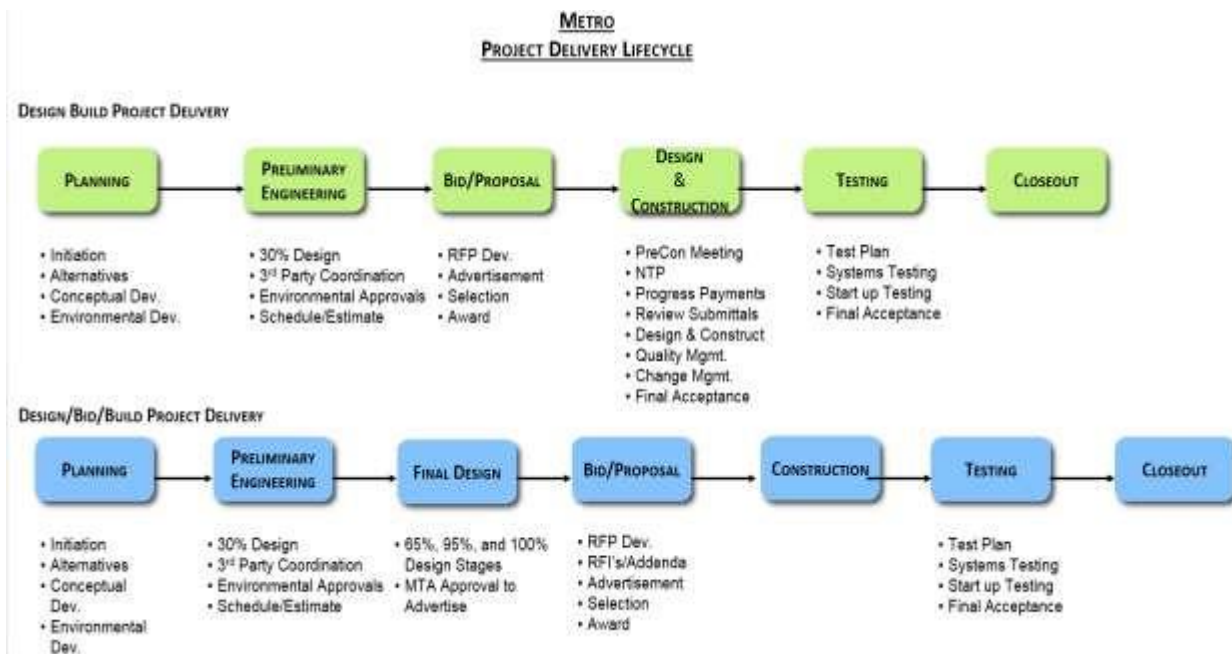 METRO
PROJECT DELIVERY LIFECYCLE
DESIGN BUILD PROJECT DELIVERY
PLANNING
PRELIMINARY
ENGINEERING
BID/PROPOSAL
DESIGN
&
CONSTRUCTION
TESTING
CLOSEOUT
• Initiation
• Alternatives
• Conceptual Dev.
• Environmental Dev.
• 30% Design
• 3rd Party Coordination
• Environmental Approvals
• Schedule/Estimate
• RFP Dev.
• Advertisement
• Selection
• Award
• PreCon Meeting
• NTP
• Progress Payments
• Review Submittals
• Design & Construct
• Quality Mgmt.
• Change Mgmt.
• Final Acceptance
• Test Plan
• Systems Testing
• Start up Testing
• Final Acceptance
DESIGN/BID/BUILD PROJECT DELIVERY
PLANNING
PRELIMINARY
ENGINEERING
FINAL DESIGN
BID/PROPOSAL
CONSTRUCTION
TESTING
CLOSEOUT
• Initiation
• Alternatives
• Conceptual
Dev.
• Environmental
Dev.
• 30% Design
• 3rd Party Coordination
• Environmental Approvals
• Schedule/Estimate
• 65%, 95%, and 100%
Design Stages
• MTA Approval to
Advertise
• RFP Dev.
• RFI's/Addenda
• Advertisement
• Selection
• Award
• Test Plan
• Systems Testing
• Start up Testing
• Final Acceptance